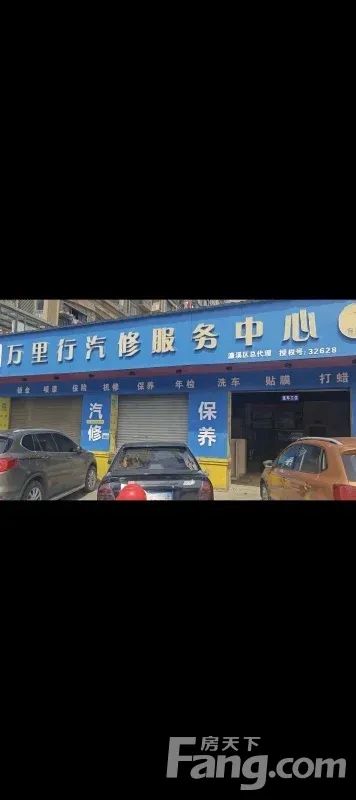 万里行汽修服务中心
濂溪区总代理 授权号:32628
钣金 喷漆 保险 机修 保养 年检 洗车 贴膜 打蜡
汽修
保养
房天下
Fang.com